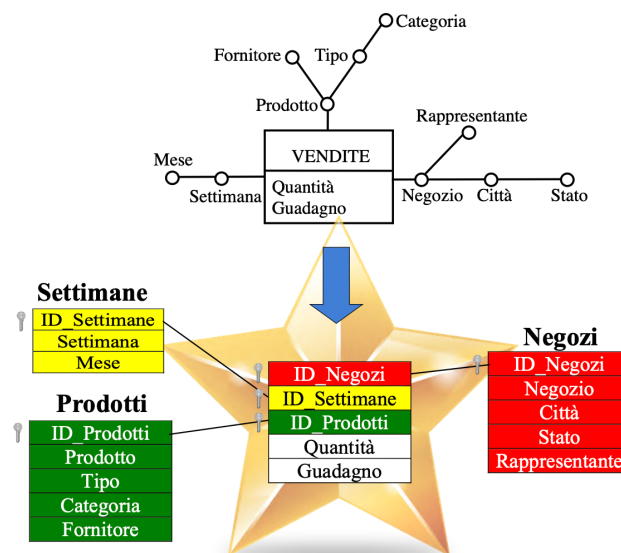 Categoria
Fornitore
Tipo
Prodotto
Rappresentante
VENDITE
Mese
Settimana
Quantità
Guadagno
Negozio
Città
Stato
Settimane
ID_Settimane
Settimana
Mese
Prodotti
ID_Prodotti
Prodotto
Tipo
Categoria
Fornitore
ID_Negozi
ID_Settimane
ID_Prodotti
Quantità
Guadagno
Negozi
ID_Negozi
Negozio
Città
Stato
Rappresentante